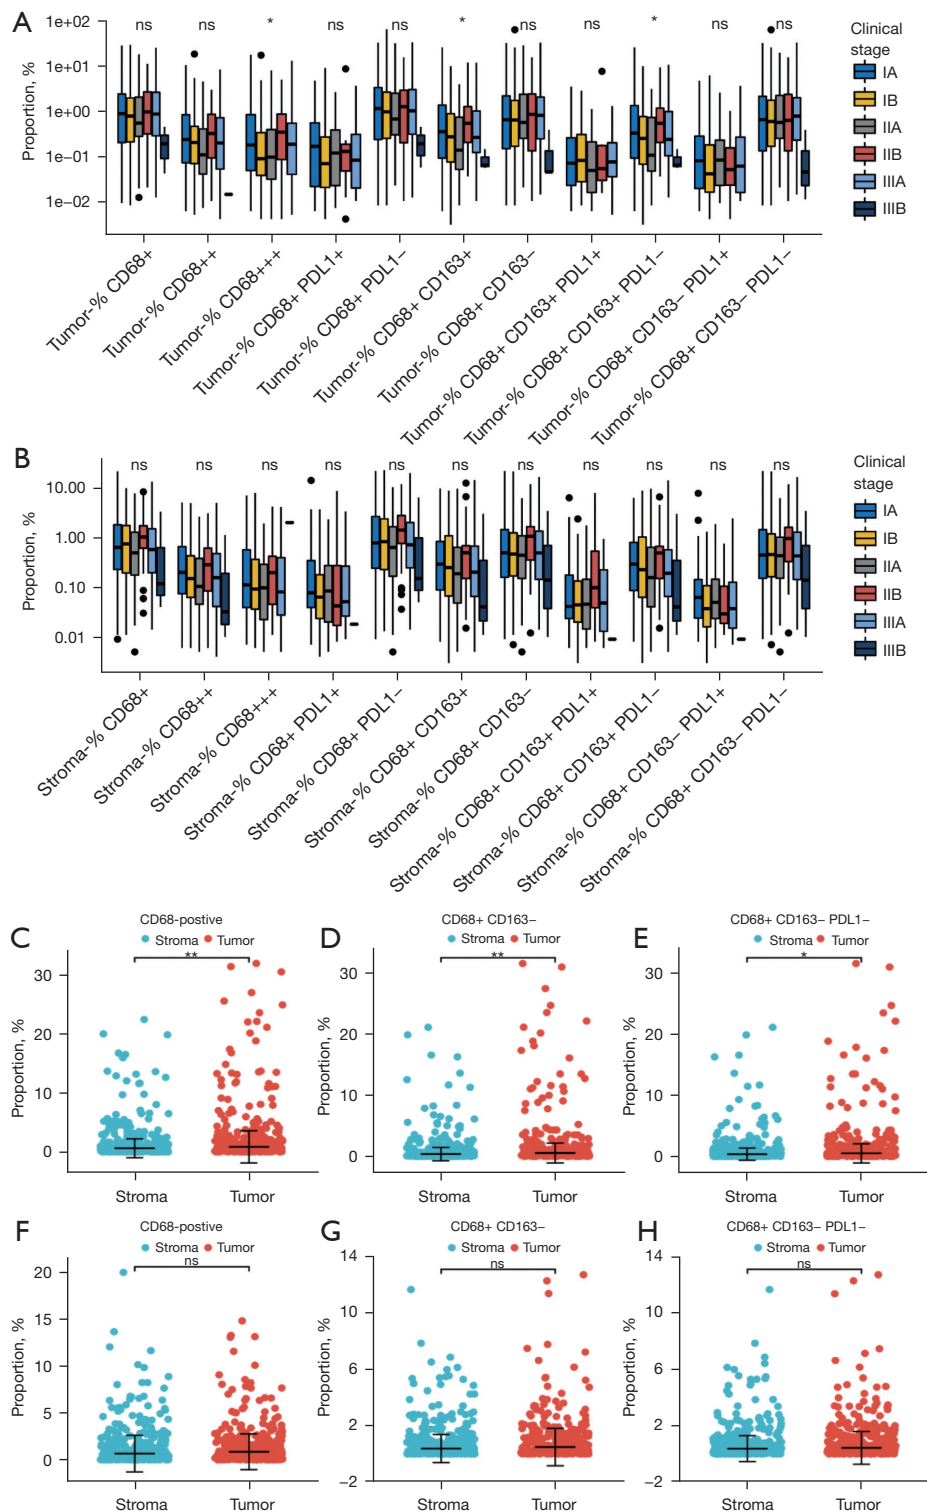 A
ns ns * ns ns * ns ns * ns ns
Clinical
stage
IA
IB
IIA
IIB
IIIA
IIIB
Proportion, %
1e+02
1e+01
1e+00
1e−01
1e−02
Tumor-% CD68+
Tumor-% CD68++
Tumor-% CD68+++
Tumor-% CD68+ PDL1+
Tumor-% CD68+ PDL1−
Tumor-% CD68+ CD163+
Tumor-% CD68+ CD163−
Tumor-% CD68+ CD163+ PDL1+
Tumor-% CD68+ CD163+ PDL1−
Tumor-% CD68+ CD163− PDL1+
Tumor-% CD68+ CD163− PDL1−
B
ns ns ns ns ns ns ns ns ns ns ns
Clinical
stage
IA
IB
IIA
IIB
IIIA
IIIB
Proportion, %
10.00
1.00
0.10
0.01
Stroma-% CD68+
Stroma-% CD68++
Stroma-% CD68+++
Stroma-% CD68+ PDL1+
Stroma-% CD68+ PDL1−
Stroma-% CD68+ CD163+
Stroma-% CD68+ CD163−
Stroma-% CD68+ CD163+ PDL1+
Stroma-% CD68+ CD163+ PDL1−
Stroma-% CD68+ CD163− PDL1+
Stroma-% CD68+ CD163− PDL1−
C
CD68-postive
Stroma Tumor
**
Proportion, %
30
20
10
0
Stroma Tumor
D
CD68+ CD163−
Stroma Tumor
**
Proportion, %
30
20
10
0
Stroma Tumor
E
CD68+ CD163− PDL1−
Stroma Tumor
*
Proportion, %
30
20
10
0
Stroma Tumor
F
CD68-postive
Stroma Tumor
ns
Proportion, %
20
15
10
5
0
Stroma Tumor
G
CD68+ CD163−
Stroma Tumor
ns
Proportion, %
14
10
6
2
−2
Stroma Tumor
H
CD68+ CD163− PDL1−
Stroma Tumor
ns
Proportion, %
14
10
6
2
−2
Stroma Tumor